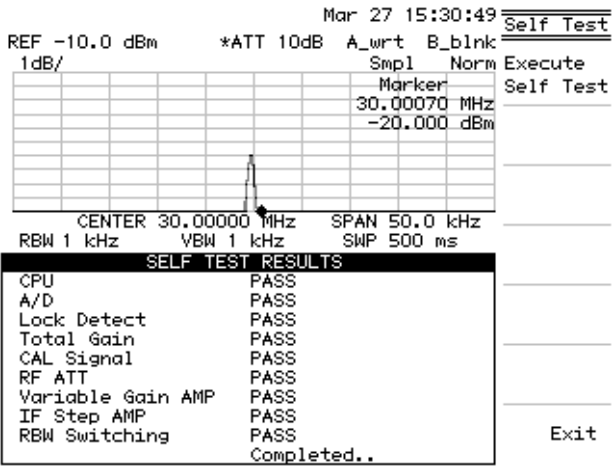 Mar 27 15:30:49
Self Test
REF -10.0 dBm *ATT 10dB A_wrt B_blnk
1dB/ Smpl Norm
Execute
Self Test
Marker
30.00070 MHz
-20.000 dBm
CENTER 30.00000 MHz SPAN 50.0 kHz
RBW 1 kHz VBW 1 kHz SWP 500 ms
SELF TEST RESULTS
CPU PASS
A/D PASS
Lock Detect PASS
Total Gain PASS
CAL Signal PASS
RF ATT PASS
Variable Gain AMP PASS
IF Step AMP PASS
RBW Switching PASS
Completed..
Exit